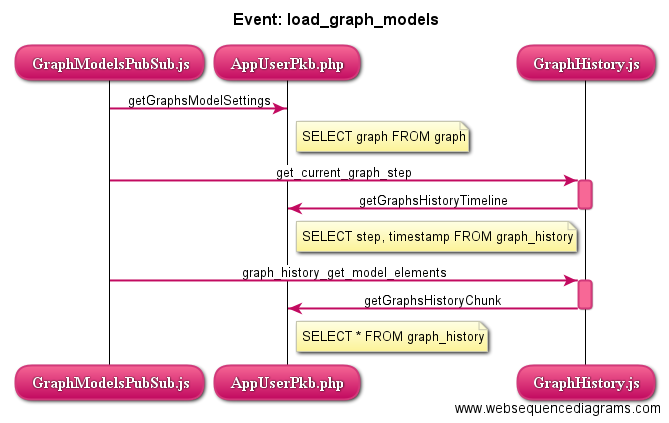 Event: load_graph_models
GraphModelsPubSub.js
AppUserPkb.php
GraphHistory.js
getGraphsModelSettings
SELECT graph FROM graph
get_current_graph_step
getGraphsHistoryTimeline
SELECT step, timestamp FROM graph_history
graph_history_get_model_elements
getGraphsHistoryChunk
SELECT * FROM graph_history
GraphModelsPubSub.js
AppUserPkb.php
GraphHistory.js
www.websequencediagrams.com